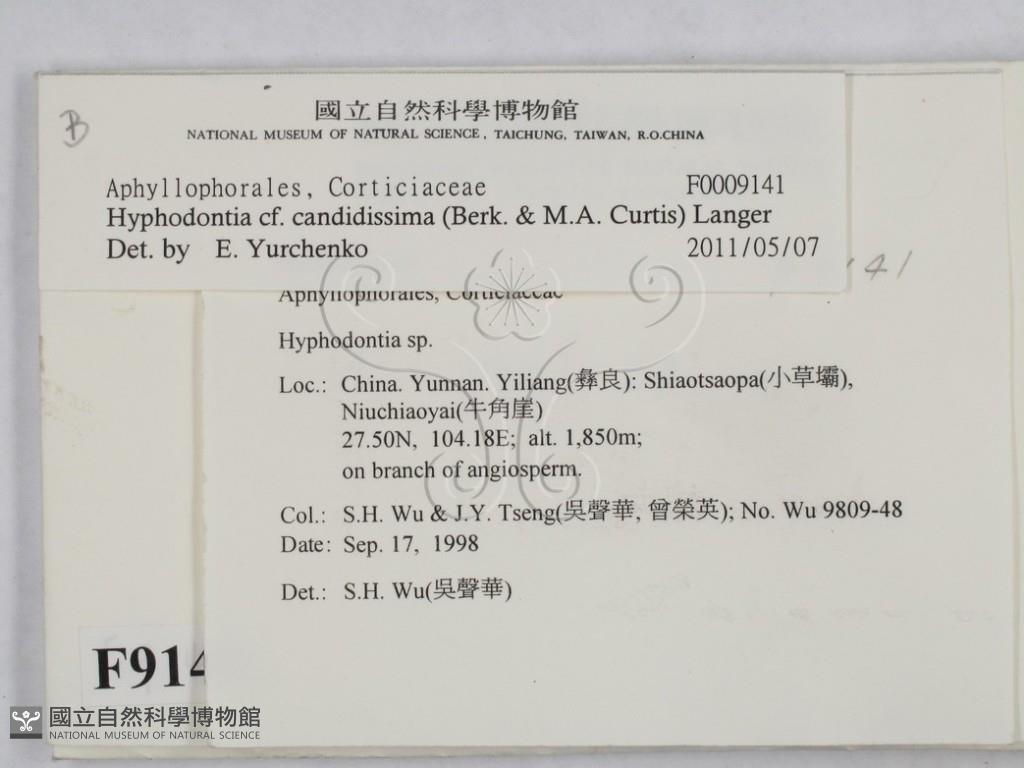 B
國立自然科學博物館
NATIONAL MUSEUM OF NATURAL SCIENCE, TAICHUNG, TAIWAN, R.O.CHINA
Aphyllophorales, Corticiaceae F0009141
Hyphodontia cf. candidissima (Berk. & M.A. Curtis) Langer
Det. by E. Yurchenko 2011/05/07
41
Aphyllophorales, Corticiaceae
Hyphodontia sp.
Loc.: China. Yunnan. Yiliang(彝良): Shiaotsaopa(小草壩),
Niuchiaoyai(牛角崖)
27.50N, 104.18E; alt. 1,850m;
on branch of angiosperm.
Col.: S.H. Wu & J.Y. Tseng(吳聲華, 曾榮英); No. Wu 9809-48
Date: Sep. 17, 1998
Det.: S.H. Wu(吳聲華)
F914
國立自然科學博物館
NATIONAL MUSEUM OF NATURAL SCIENCE